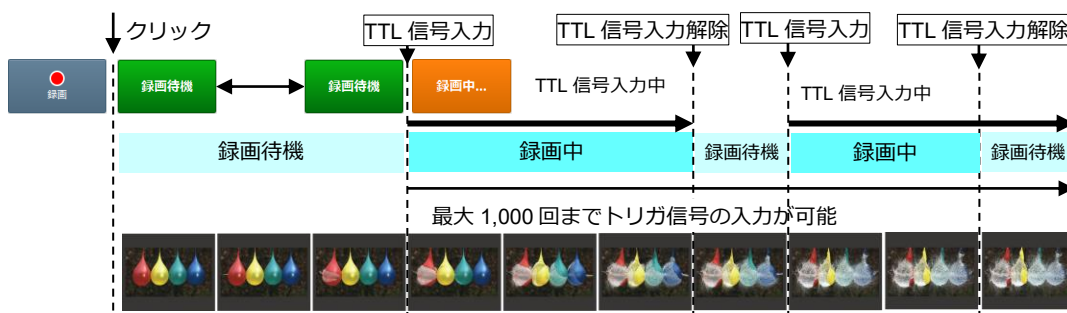 クリック
TTL 信号入力
TTL 信号入力解除
TTL 信号入力
TTL 信号入力解除
録画
録画待機
録画待機
録画中...
TTL 信号入力中
TTL 信号入力中
録画待機
録画中
録画待機
録画中
録画待機
最大 1,000 回までトリガ信号の入力が可能